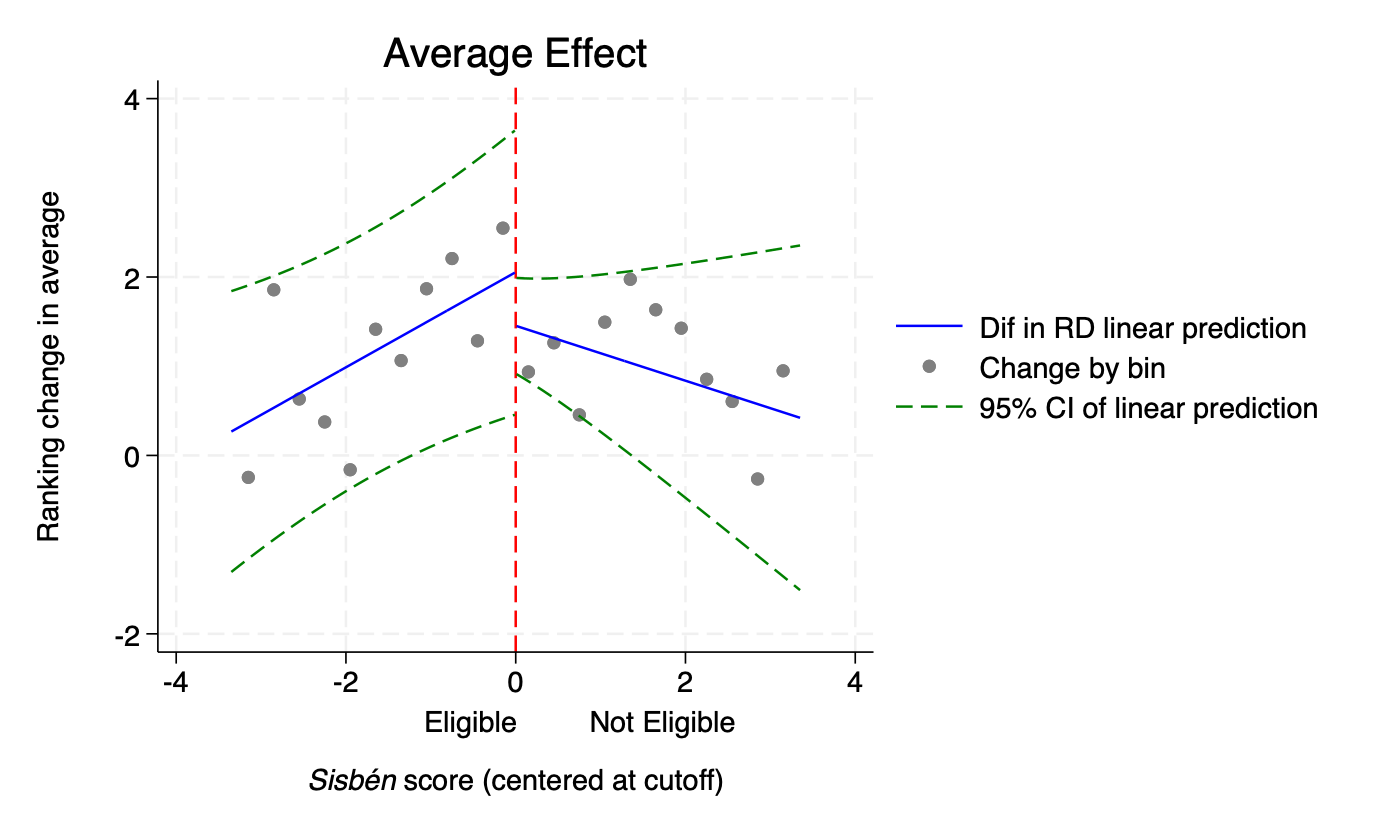 Average Effect
Ranking change in average
4
2
0
-2
-4
-2
0
2
4
Eligible
Not Eligible
Sisbén score (centered at cutoff)
Dif in RD linear prediction
Change by bin
95% CI of linear prediction